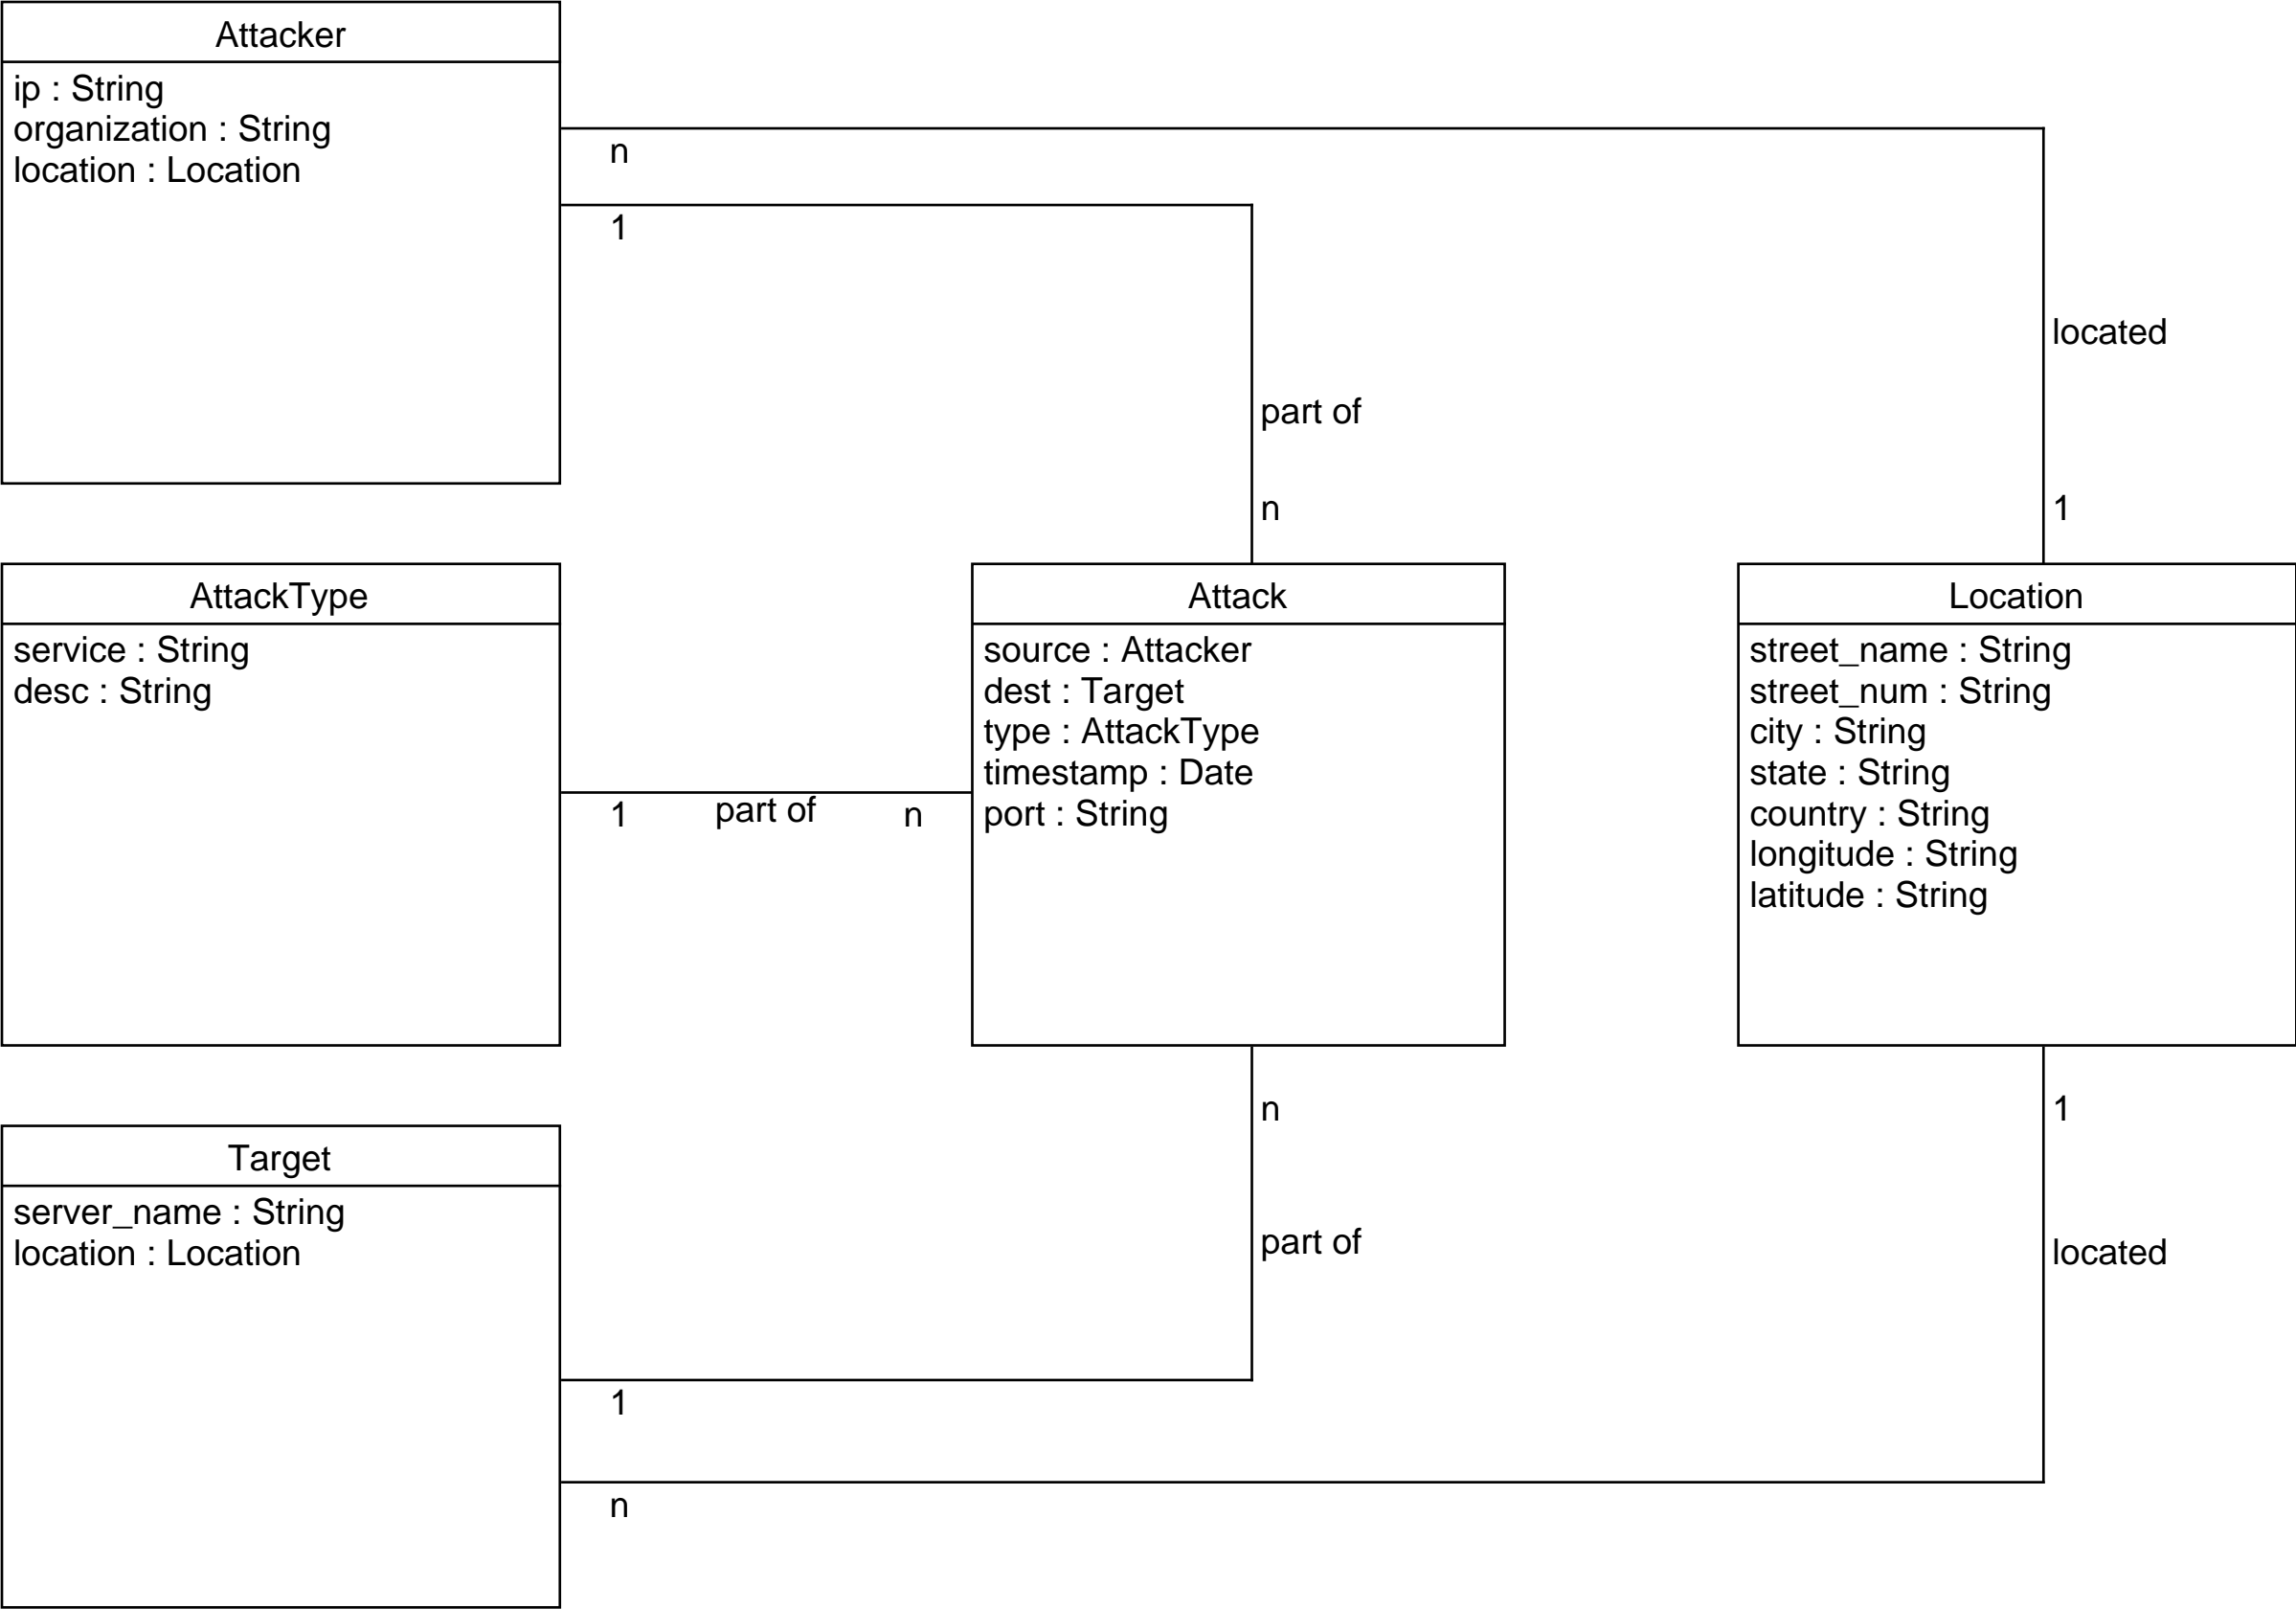 Attacker
ip : String
organization : String
location : Location
n
1
located
part of
n
1
AttackType
service : String
desc : String
1
part of
n
Attack
source : Attacker
dest : Target
type : AttackType
timestamp : Date
port : String
Location
street_name : String
street_num : String
city : String
state : String
country : String
longitude : String
latitude : String
n
1
Target
server_name : String
location : Location
part of
located
1
n